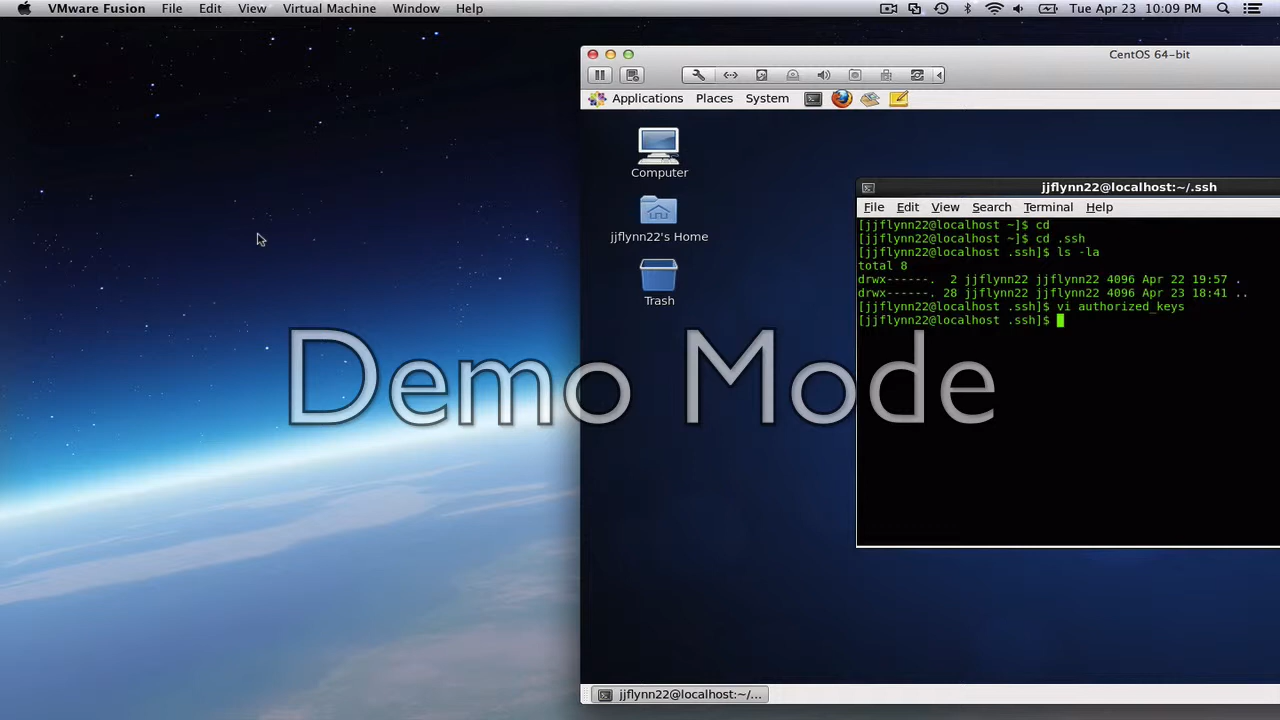 VMware Fusion File Edit View Virtual Machine Window Help Tue Apr 23 10:09 PM
CentOS 64-bit
Applications Places System
Computer
jjflynn22's Home
Trash
jjflynn22@localhost:~/.ssh
File Edit View Search Terminal Help
[jjflynn22@localhost ~]$ cd
[jjflynn22@localhost ~]$ cd .ssh
[jjflynn22@localhost .ssh]$ ls -la
total 8
drwx------. 2 jjflynn22 jjflynn22 4096 Apr 22 19:57 .
drwx------. 28 jjflynn22 jjflynn22 4096 Apr 23 18:41 ..
[jjflynn22@localhost .ssh]$ vi authorized_keys
[jjflynn22@localhost .ssh]$
Demo Mode
jjflynn22@localhost:~/...